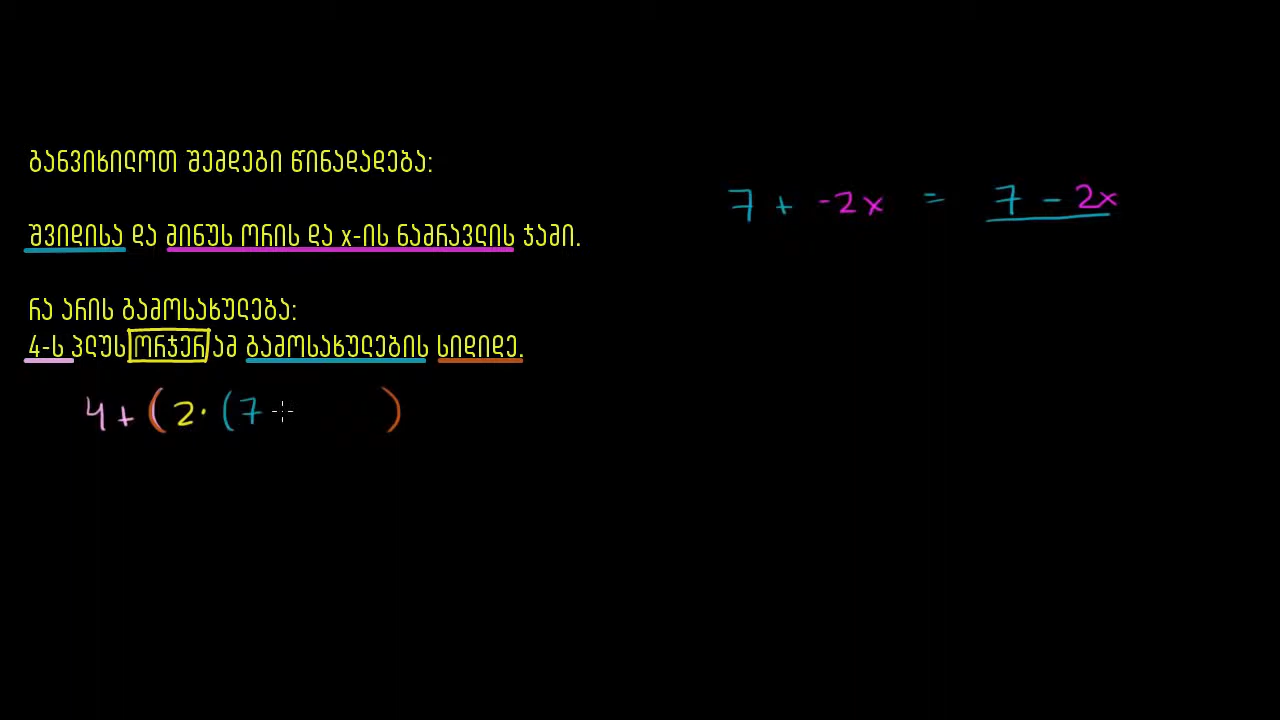 განვიხილოთ შემდები წინადადება:
7 + -2x = 7 - 2x
შვიდისა და მინუს ორის და x-ის ნამრავლის ჯამი.
რა არის გამოსახულება:
4-ს პლუს ორჯერ ამ გამოსახულების სიდიდე.
4 + (2 · (7 )